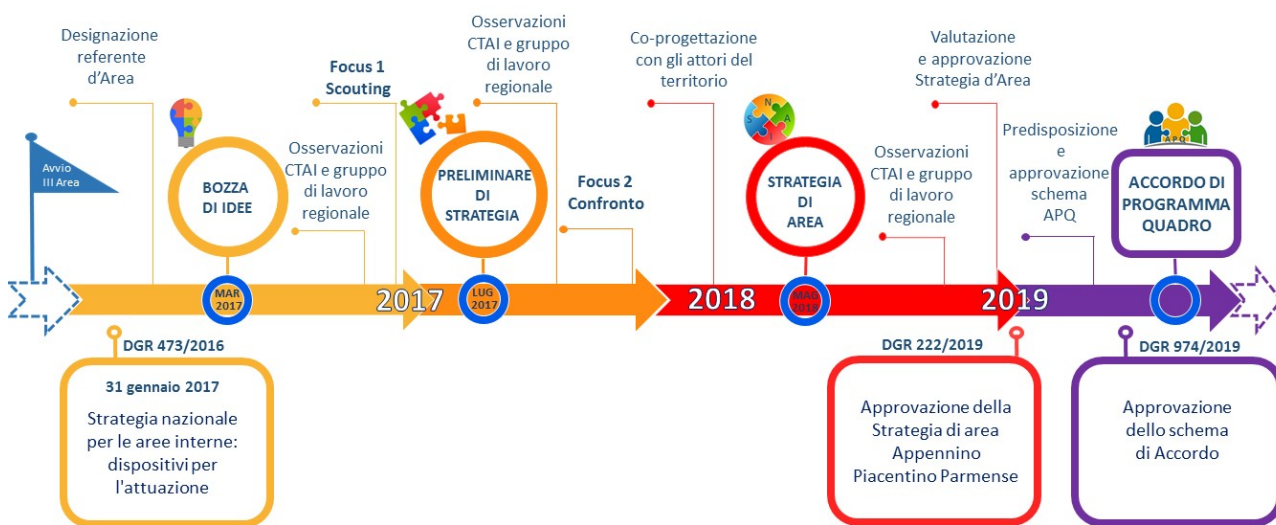 Avvio
III Area
Designazione
referente
d'Area
BOZZA
DI IDEE
Osservazioni
CTAI e gruppo
di lavoro
regionale
Focus 1
Scouting
PRELIMINARE
DI
STRATEGIA
Osservazioni
CTAI e gruppo
di lavoro
regionale
Focus 2
Confronto
Co-progettazione
con gli attori del
territorio
S N A I
STRATEGIA
DI
AREA
Osservazioni
CTAI e gruppo
di lavoro
regionale
Valutazione
e approvazione
Strategia d'Area
Predisposizione
e
approvazione
schema
APQ
APQ
ACCORDO DI
PROGRAMMA
QUADRO
MAR
2017
2017
LUG
2017
2018
MAG
2018
2019
DGR 473/2016
31 gennaio 2017
Strategia nazionale
per le aree interne:
dispositivi per
l'attuazione
DGR 222/2019
Approvazione della
Strategia di area
Appennino
Piacentino Parmense
DGR 974/2019
Approvazione
dello schema
di Accordo